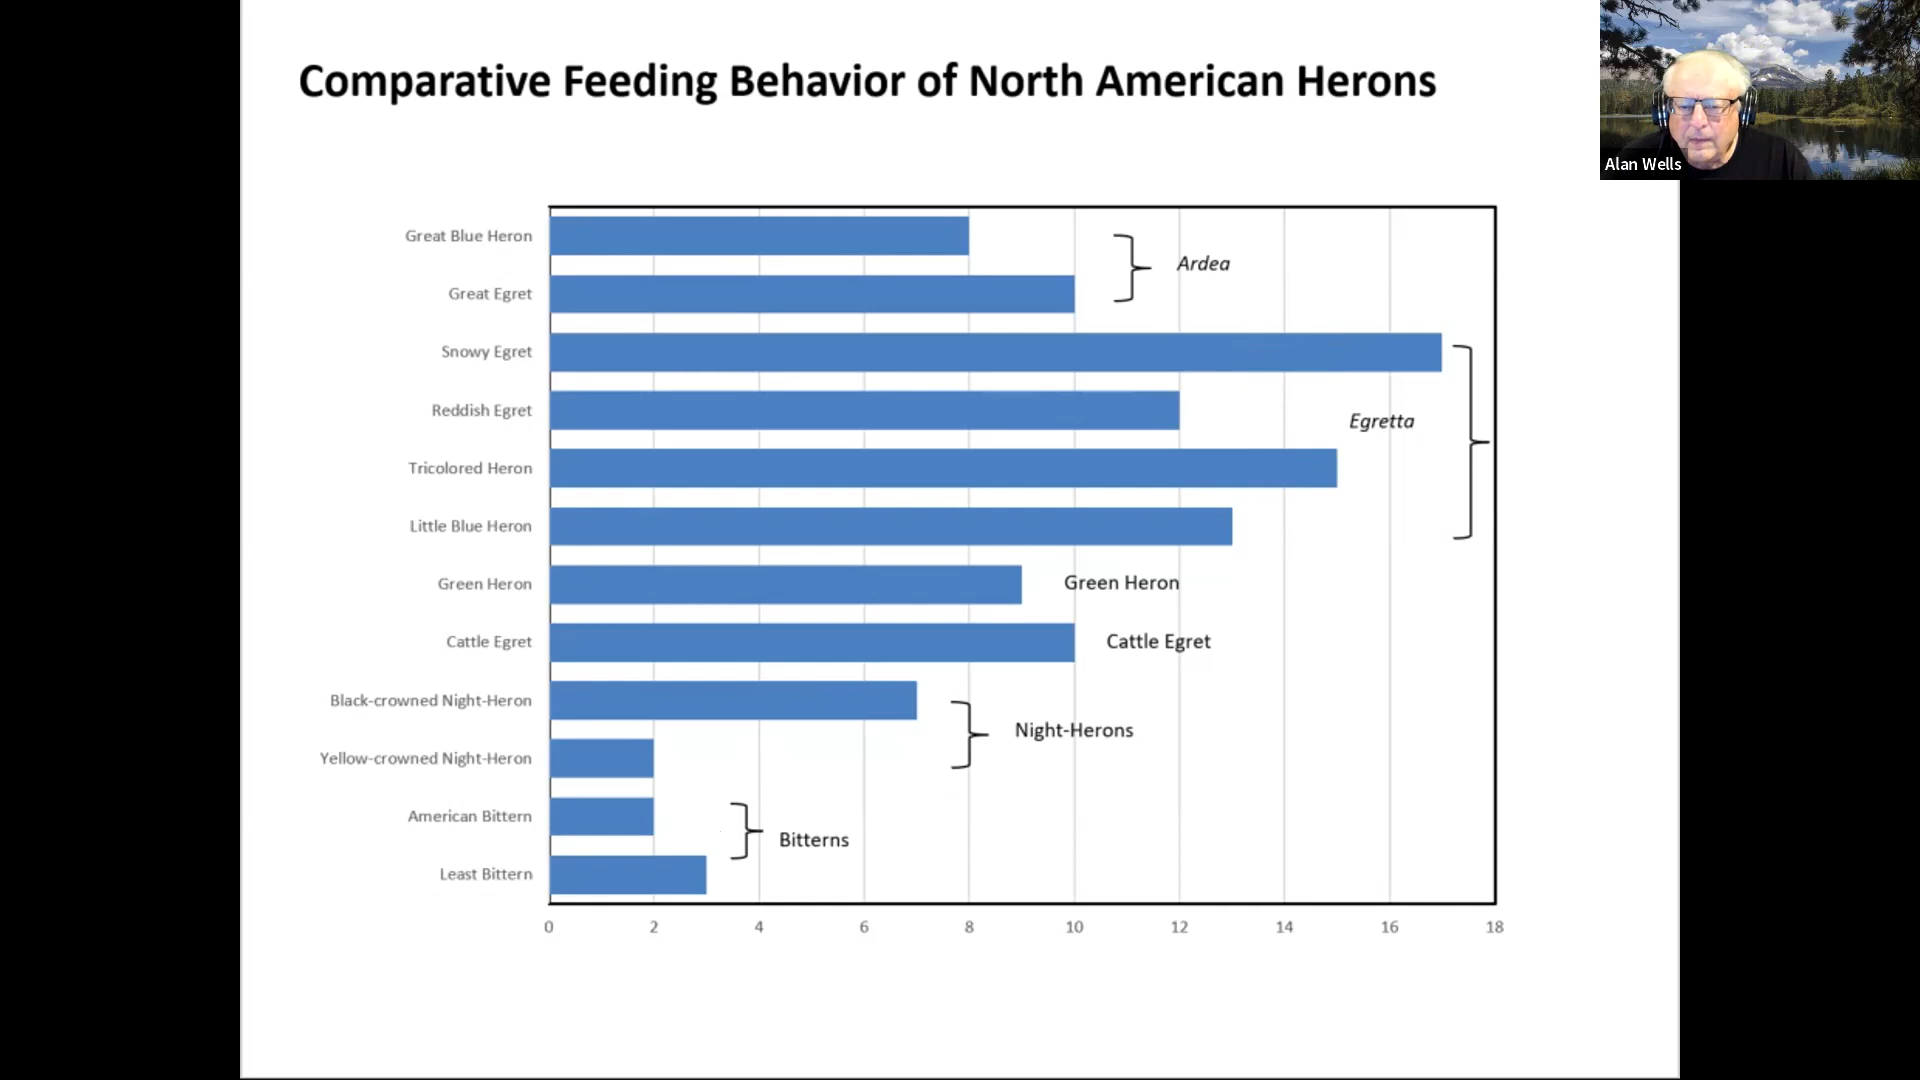 Comparative Feeding Behavior of North American Herons
Alan Wells
Great Blue Heron
Ardea
Great Egret
Snowy Egret
Reddish Egret
Egretta
Tricolored Heron
Little Blue Heron
Green Heron
Green Heron
Cattle Egret
Cattle Egret
Black-crowned Night-Heron
Night-Herons
Yellow-crowned Night-Heron
American Bittern
Bitterns
Least Bittern
0 2 4 6 8 10 12 14 16 18